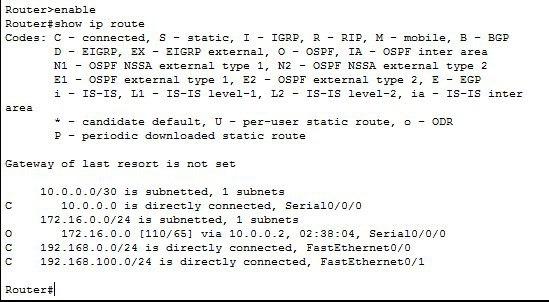 Router>enable
Router#show ip route
Codes: C - connected, S - static, I - IGRP, R - RIP, M - mobile, B - BGP
D - EIGRP, EX - EIGRP external, O - OSPF, IA - OSPF inter area
N1 - OSPF NSSA external type 1, N2 - OSPF NSSA external type 2
E1 - OSPF external type 1, E2 - OSPF external type 2, E - EGP
i - IS-IS, L1 - IS-IS level-1, L2 - IS-IS level-2, ia - IS-IS inter
area
* - candidate default, U - per-user static route, o - ODR
P - periodic downloaded static route
Gateway of last resort is not set
10.0.0.0/30 is subnetted, 1 subnets
C 10.0.0.0 is directly connected, Serial0/0/0
172.16.0.0/24 is subnetted, 1 subnets
O 172.16.0.0 [110/65] via 10.0.0.2, 02:38:04, Serial0/0/0
C 192.168.0.0/24 is directly connected, FastEthernet0/0
C 192.168.100.0/24 is directly connected, FastEthernet0/1
Router#